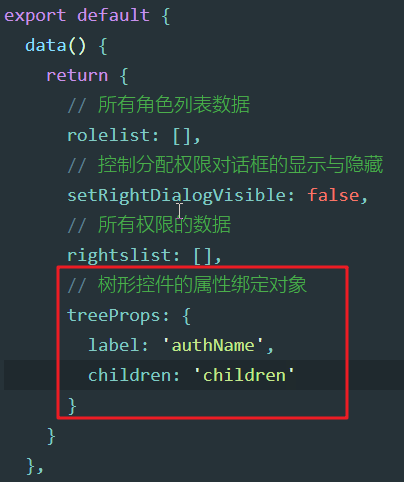 export default {
data() {
return {
// 所有角色列表数据
rolelist: [],
// 控制分配权限对话框的显示与隐藏
setRightDialogVisible: false,
// 所有权限的数据
rightslist: [],
// 树形控件的属性绑定对象
treeProps: {
label: 'authName',
children: 'children'
}
}
},